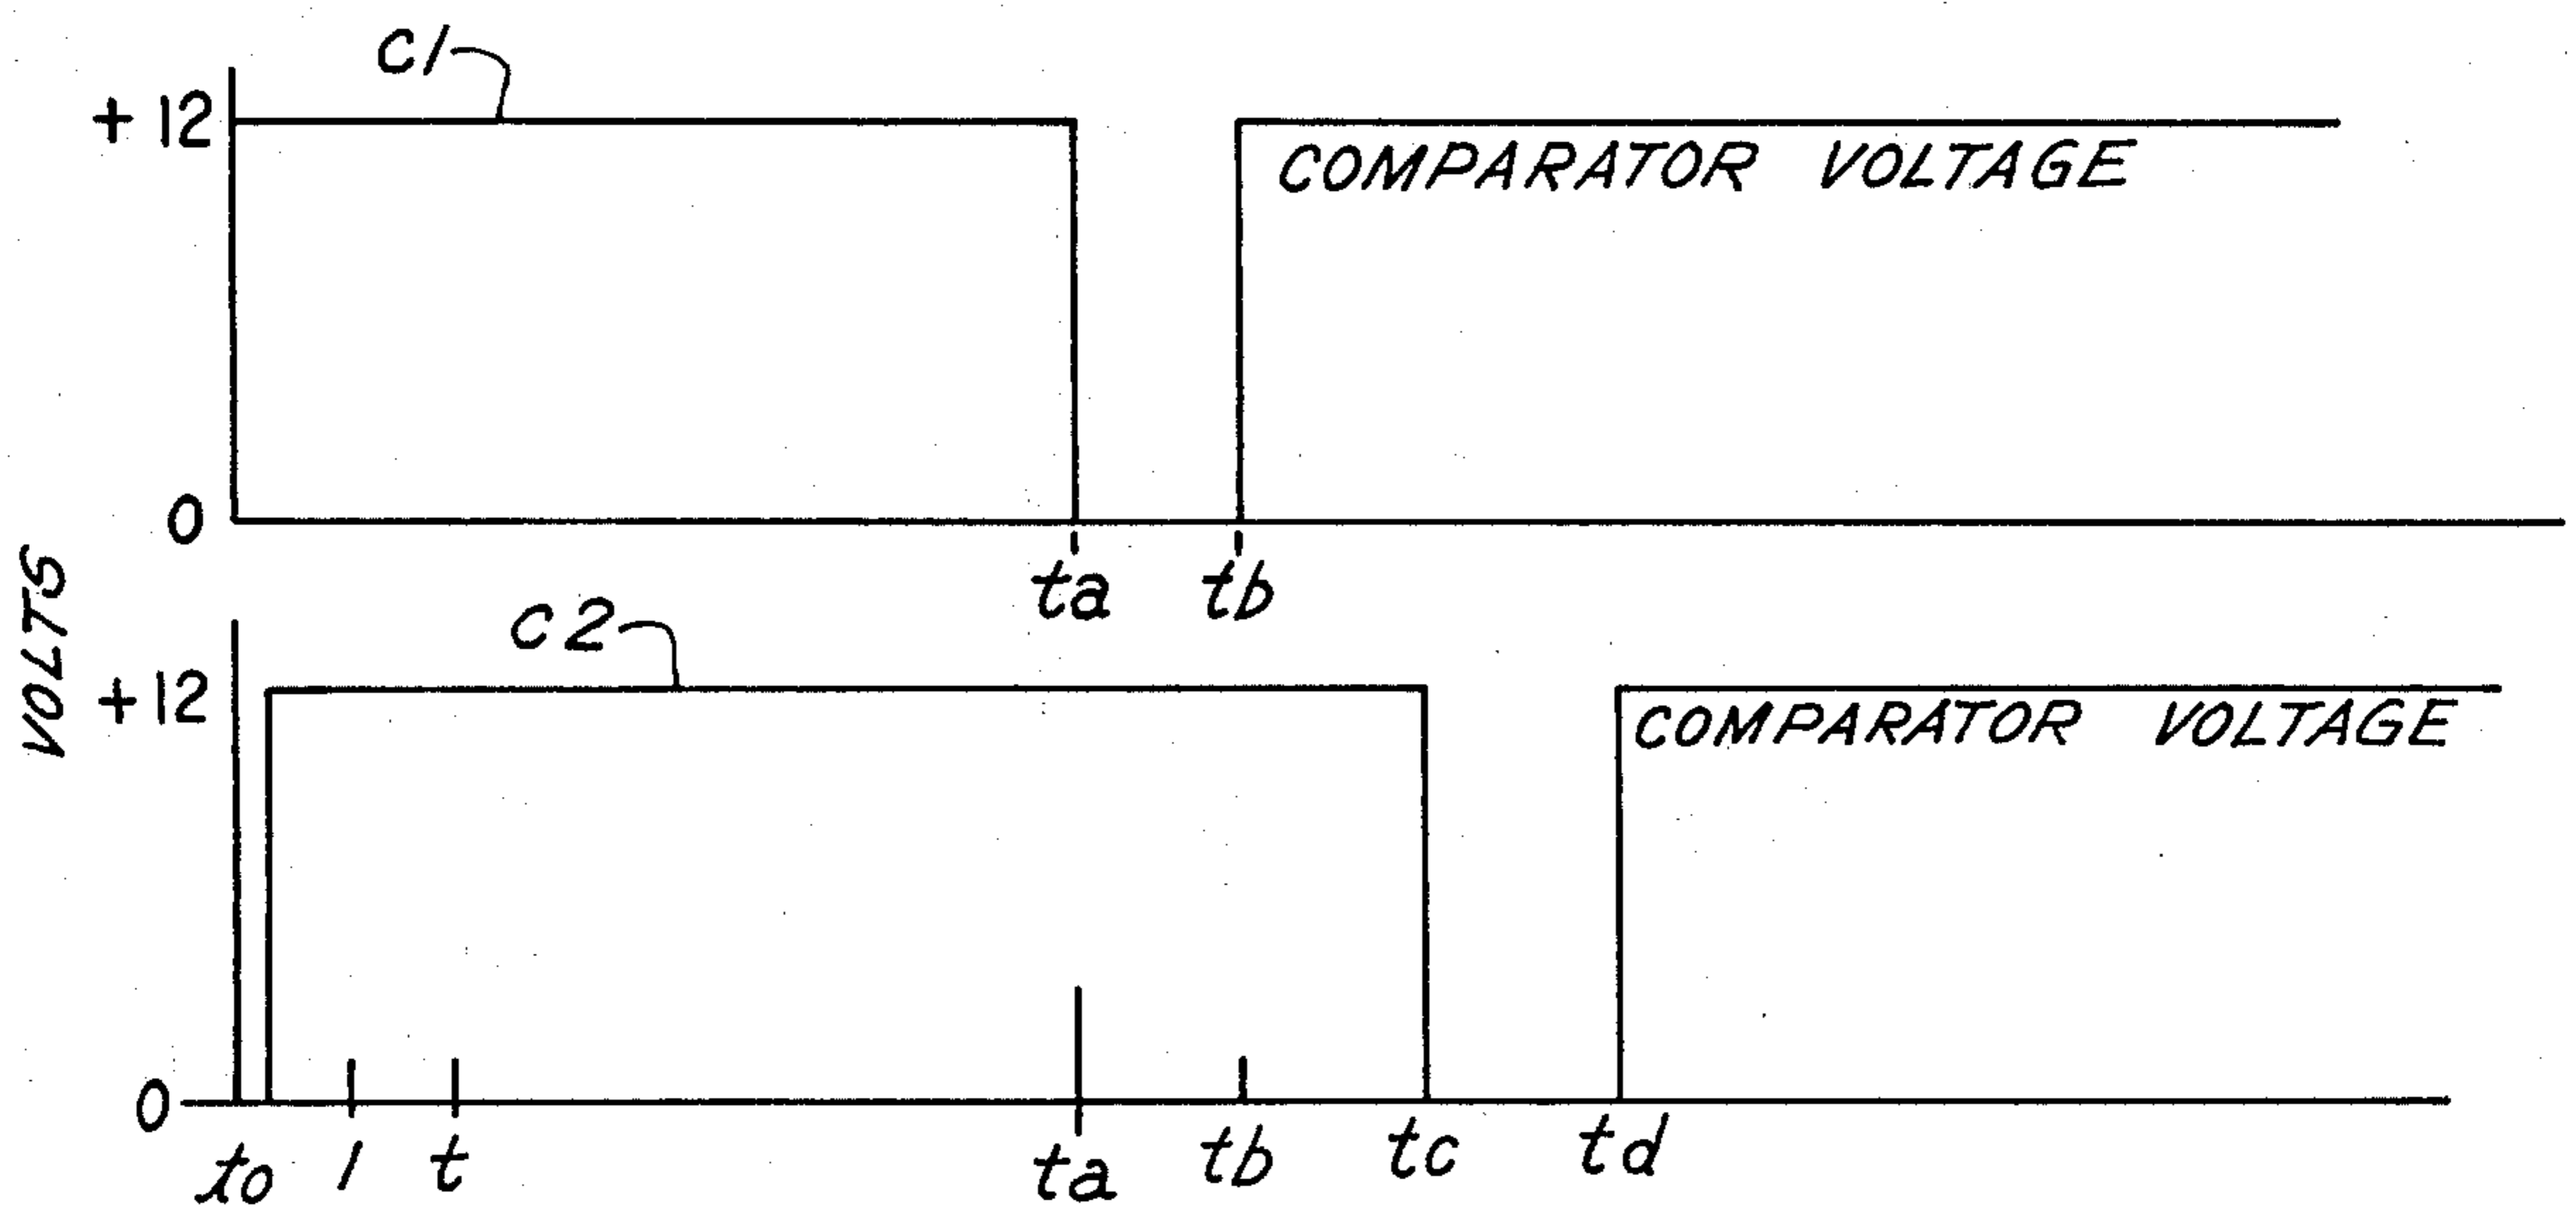 C1
+12
COMPARATOR VOLTAGE
0
ta tb
VOLTS
C2
+12
COMPARATOR VOLTAGE
0
to 1 t ta tb tc td